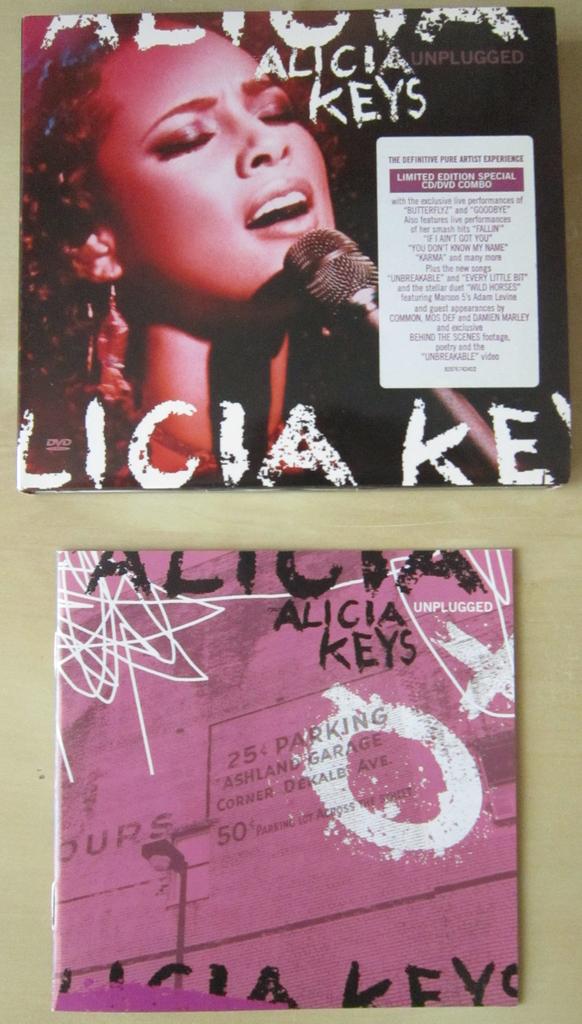 ALICIA
ALICIA UNPLUGGED
KEYS
THE DEFINITIVE PURE ARTIST EXPERIENCE
LIMITED EDITION SPECIAL
CD/DVD COMBO
with the exclusive live performances of
"BUTTERFLYZ" and "GOODBYE"
Also features live performances
of her smash hits "FALLIN'"
"IF I AIN'T GOT YOU"
"YOU DON'T KNOW MY NAME"
"KARMA" and many more
Plus the new songs
"UNBREAKABLE" and "EVERY LITTLE BIT"
and the stellar duet "WILD HORSES"
featuring Maroon 5's Adam Levine
and guest appearances by
COMMON, MOS DEF and DAMIEN MARLEY
and exclusive
BEHIND THE SCENES footage,
poetry and the
"UNBREAKABLE" video
DVD
LICIA KE
ALICIA
ALICIA UNPLUGGED
KEYS
25¢ PARKING
ASHLAND GARAGE
CORNER DEKALB AVE.
50¢ PARKING LOT ACROSS THE STREET
OURS
LICIA KEYS